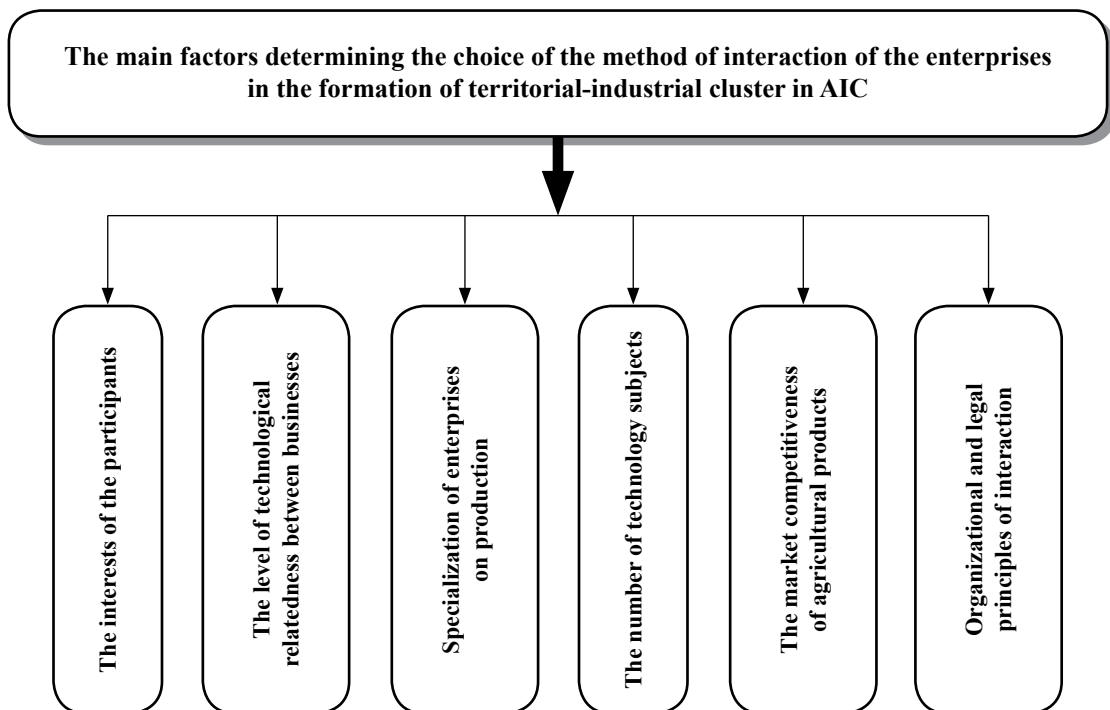 The main factors determining the choice of the method of interaction of the enterprises
in the formation of territorial-industrial cluster in AIC
The interests of the participants
The level of technological
relatedness between businesses
Specialization of enterprises
on production
The number of technology subjects
The market competitiveness
of agricultural products
Organizational and legal
principles of interaction